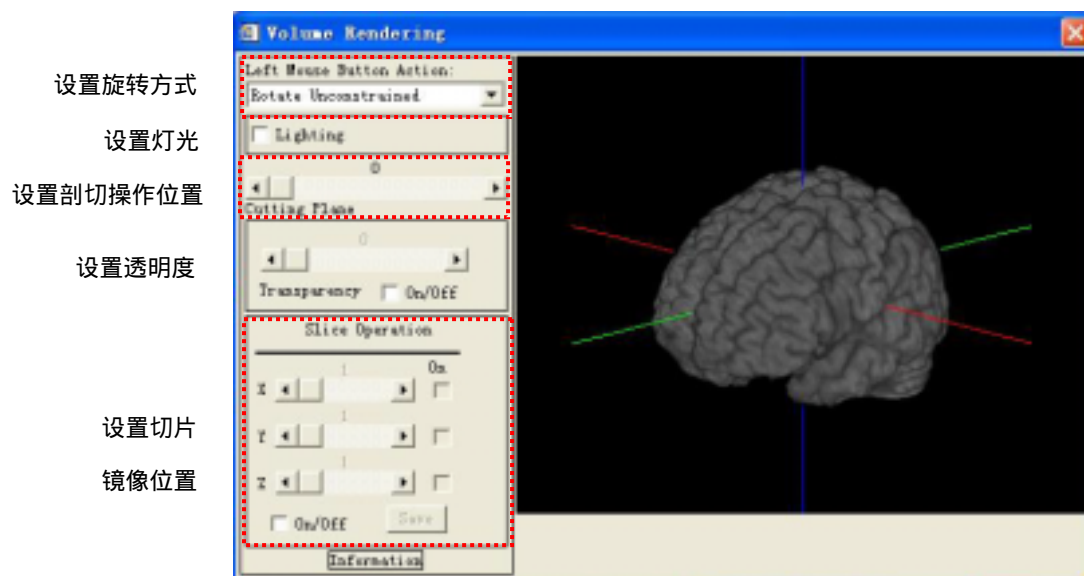 Volume Rendering
设置旋转方式
Left Mouse Button Action:
Rotate Unconstrained
设置灯光
Lighting
设置剖切操作位置
0
Cutting Plane
设置透明度
0
Transparency On/Off
Slice Operation
On
1
X
设置切片
1
Y
镜像位置
1
Z
On/Off Save
Information